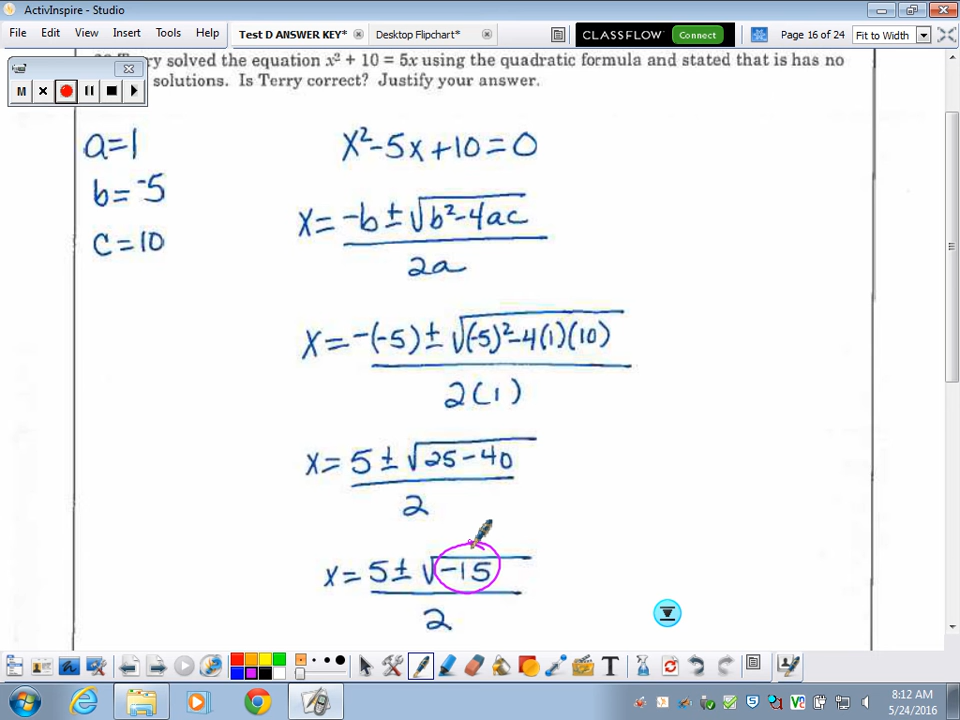 ActivInspire - Studio
File Edit View Insert Tools Help Test D ANSWER KEY* Desktop Flipchart* CLASSFLOW Connect Page 16 of 24 Fit to Width
ry solved the equation x² + 10 = 5x using the quadratic formula and stated that is has no
solutions. Is Terry correct? Justify your answer.
M
a=1
b=-5
c=10
x²-5x+10=0
x= -b±√b²-4ac
2a
x= -(-5)±√(-5)²-4(1)(10)
2(1)
x= 5±√25-40
2
x= 5±√-15
2
T
8:12 AM
5/24/2016